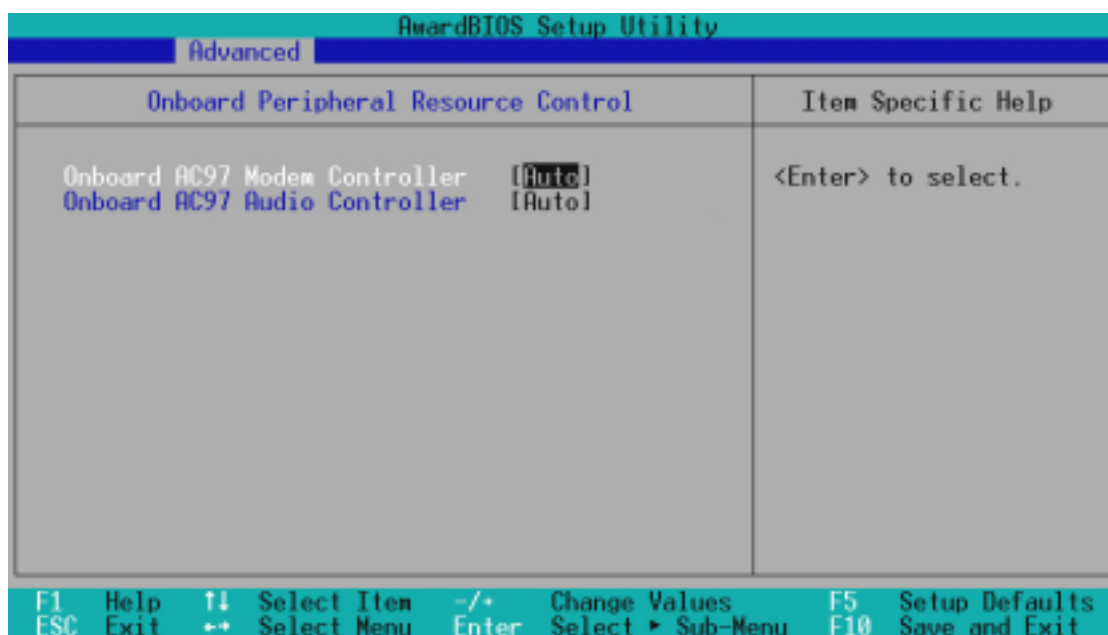 AwardBIOS Setup Utility
Advanced
Onboard Peripheral Resource Control
Item Specific Help
Onboard AC97 Modem Controller [Auto]
Onboard AC97 Audio Controller [Auto]
<Enter> to select.
F1 Help ↑↓ Select Item -/+ Change Values F5 Setup Defaults
ESC Exit ←→ Select Menu Enter Select ► Sub-Menu F10 Save and Exit